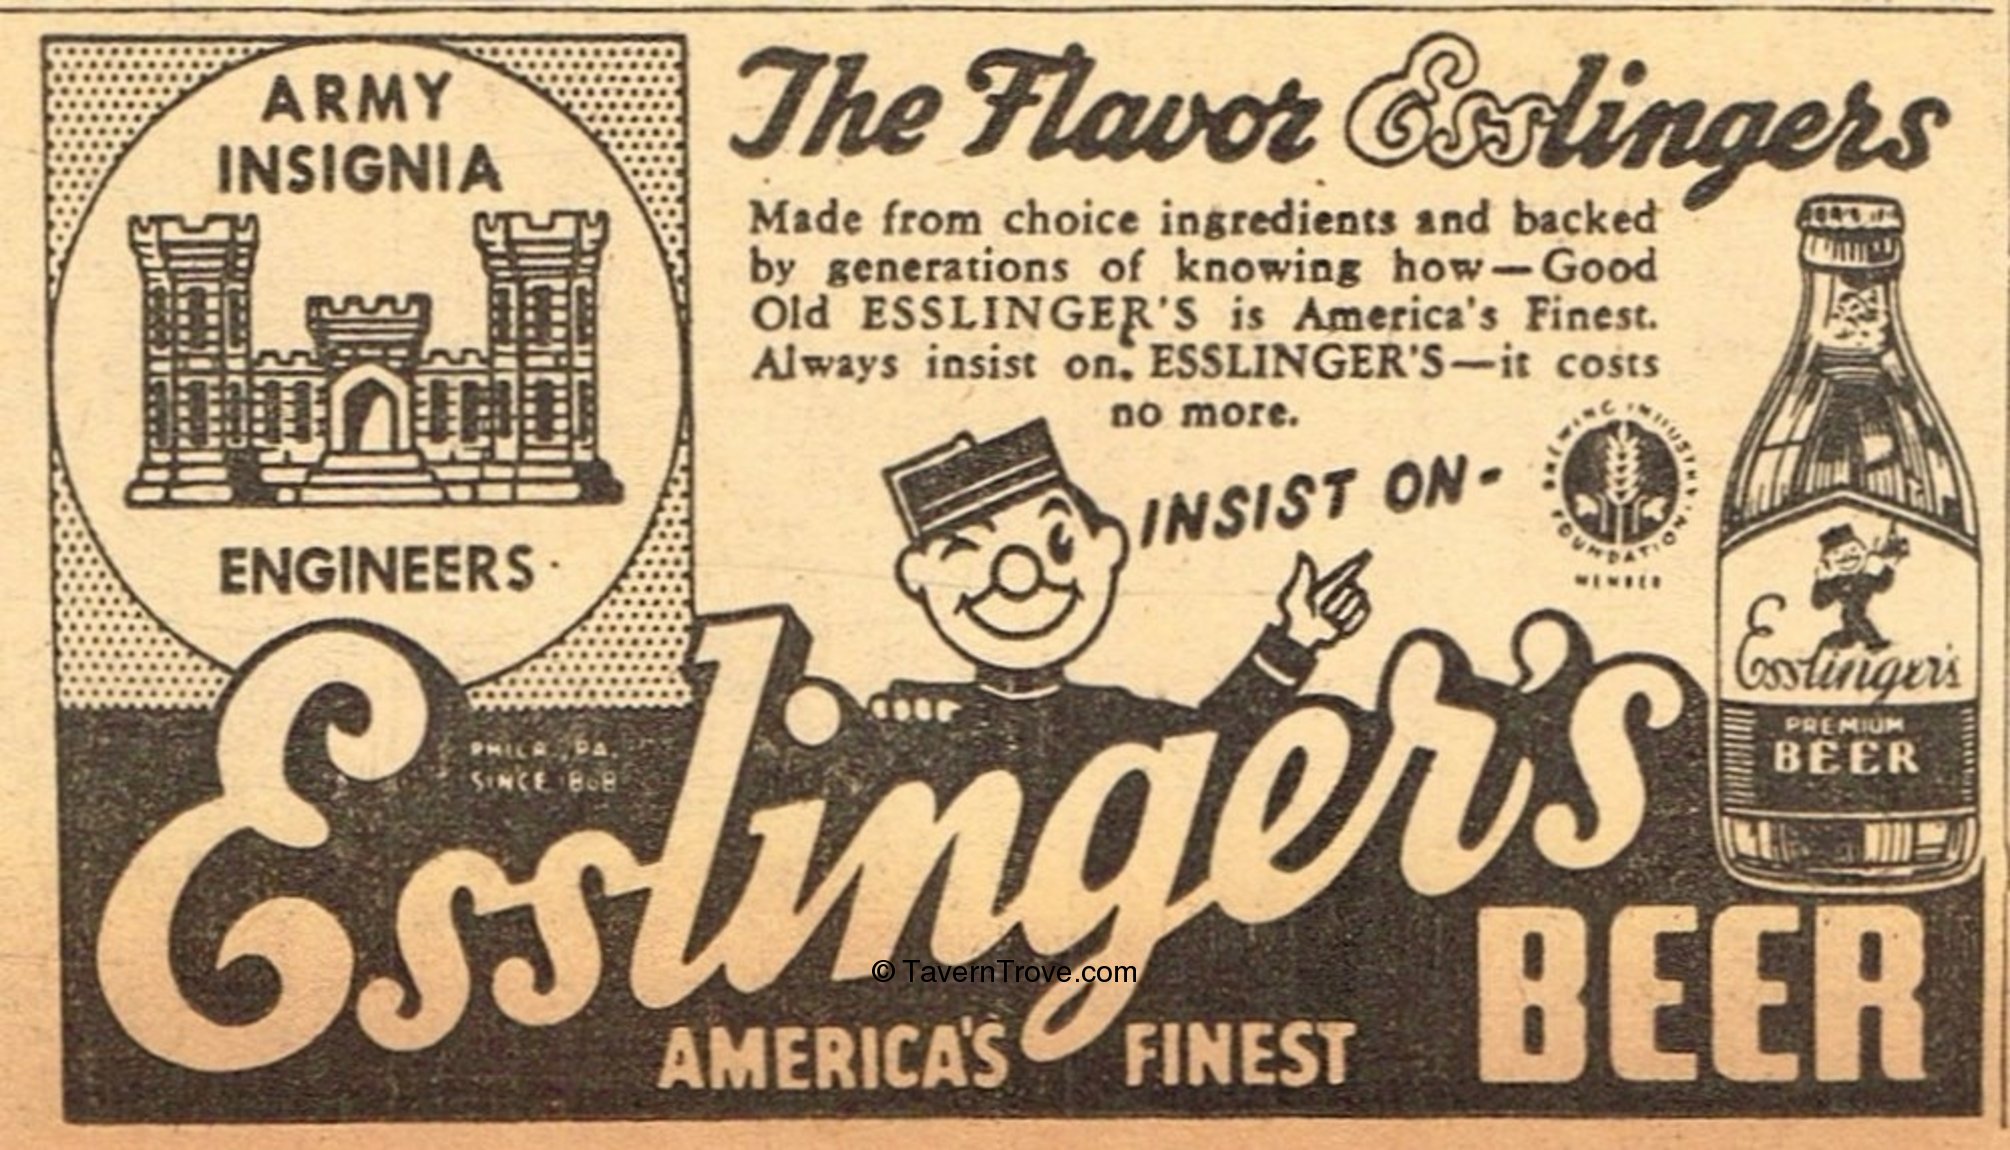 ARMY
INSIGNIA
ENGINEERS
The Flavor Esslingers
Made from choice ingredients and backed
by generations of knowing how—Good
Old ESSLINGER'S is America's Finest.
Always insist on. ESSLINGER'S—it costs
no more.
INSIST ON-
BREWING INDUSTRY
FOUNDATION
MEMBER
Esslinger's
PREMIUM
BEER
PHILA., PA.
SINCE 1868
Esslinger's
BEER
© TavernTrove.com
AMERICA'S FINEST